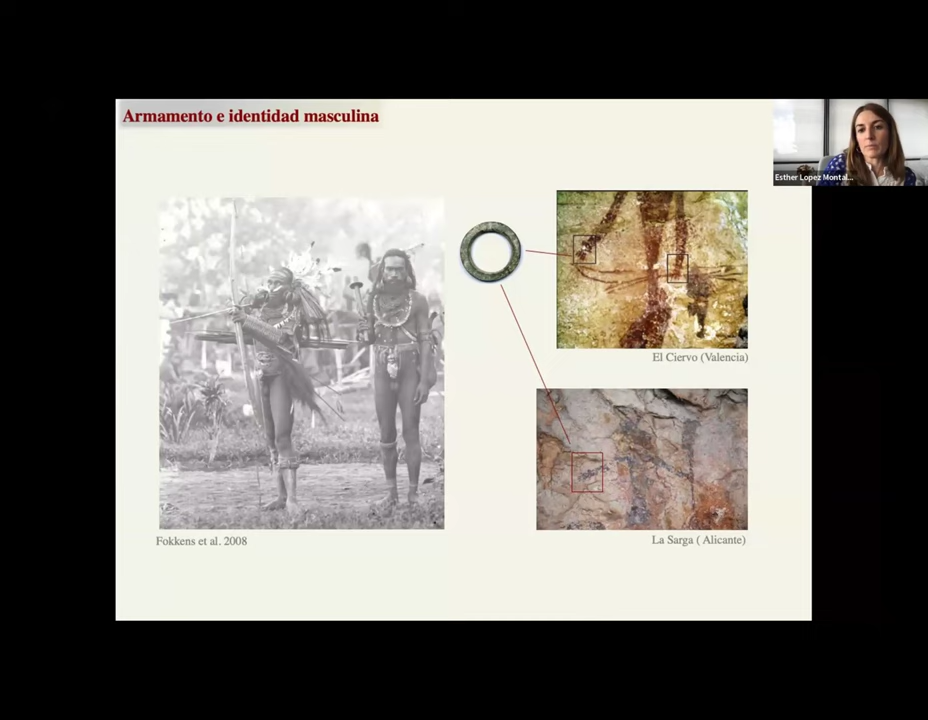 Armamento e identidad masculina
Esther Lopez Montal...
El Ciervo (Valencia)
Fokkens et al. 2008
La Sarga ( Alicante)